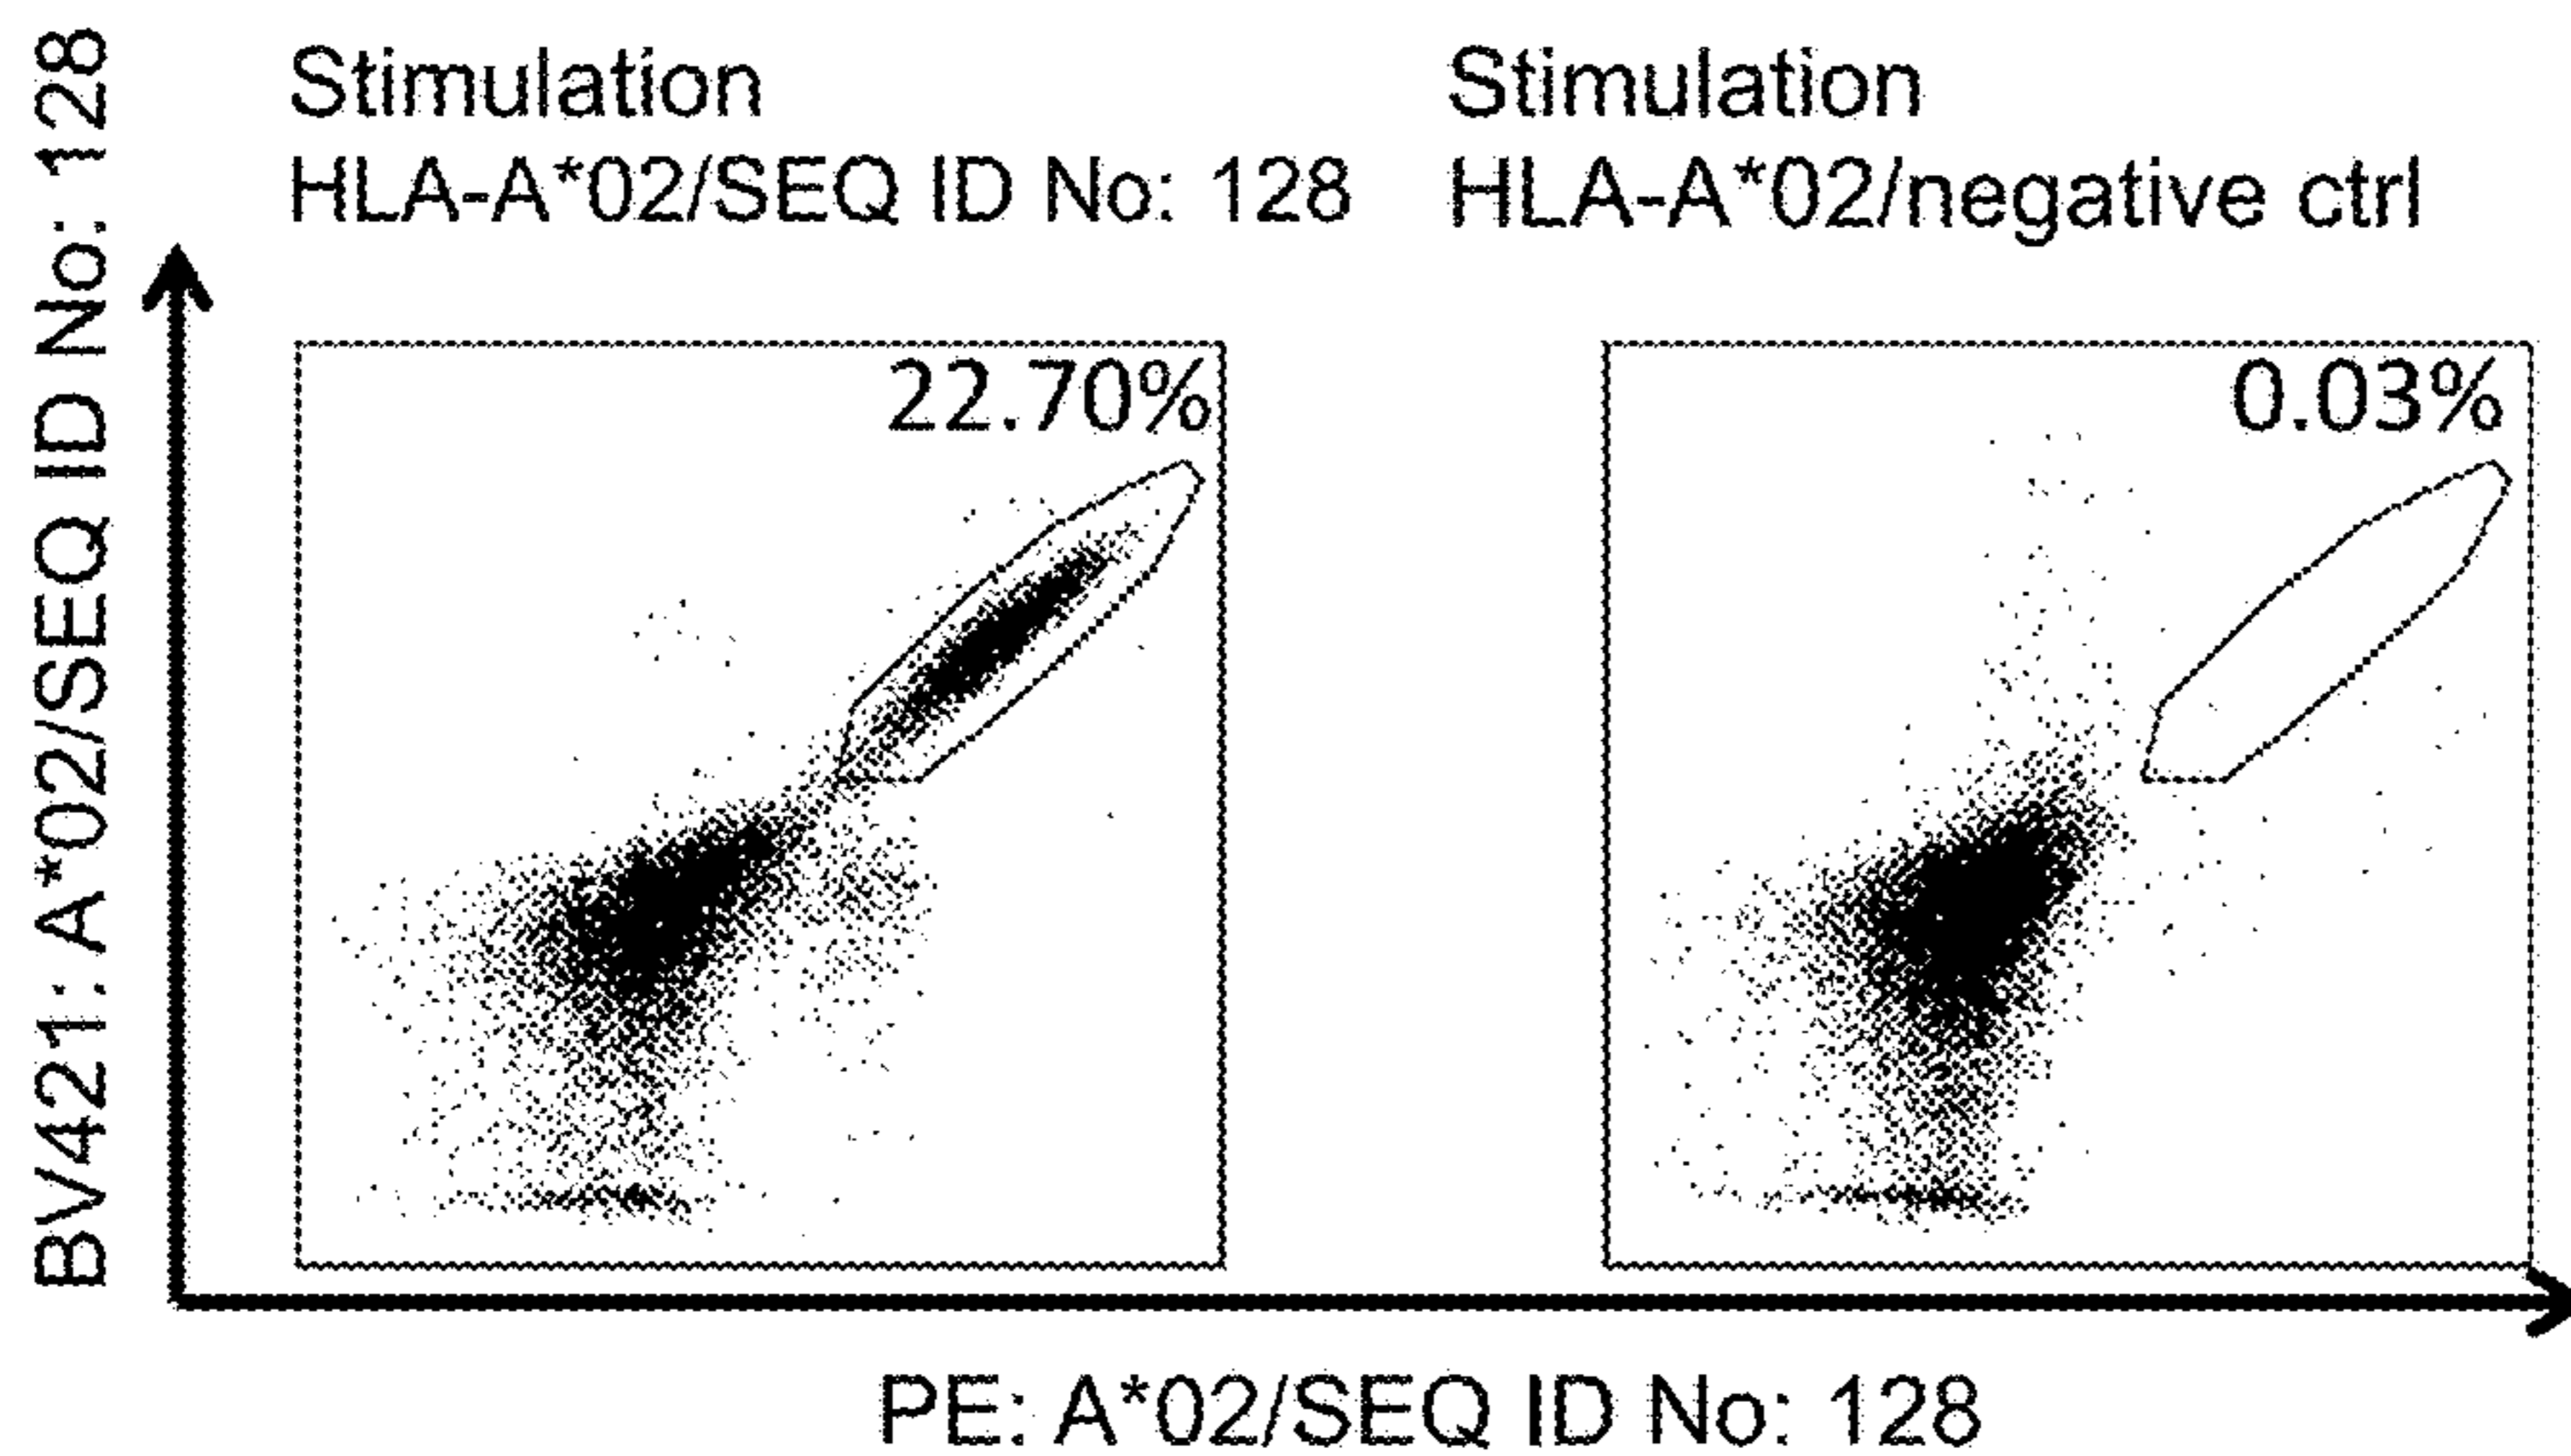 BV421: A*02/SEQ ID No: 128
Stimulation
HLA-A*02/SEQ ID No: 128
Stimulation
HLA-A*02/negative ctrl
22.70%
0.03%
PE: A*02/SEQ ID No: 128